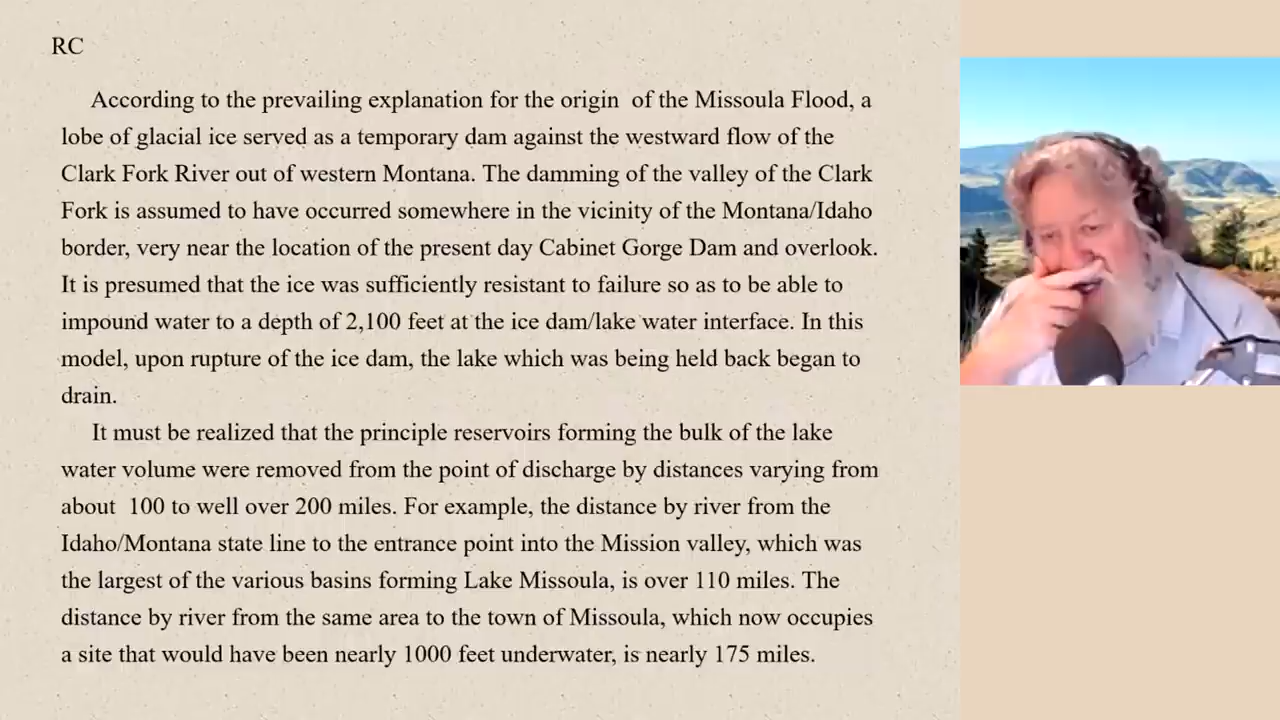 RC
According to the prevailing explanation for the origin of the Missoula Flood, a
lobe of glacial ice served as a temporary dam against the westward flow of the
Clark Fork River out of western Montana. The damming of the valley of the Clark
Fork is assumed to have occurred somewhere in the vicinity of the Montana/Idaho
border, very near the location of the present day Cabinet Gorge Dam and overlook.
It is presumed that the ice was sufficiently resistant to failure so as to be able to
impound water to a depth of 2,100 feet at the ice dam/lake water interface. In this
model, upon rupture of the ice dam, the lake which was being held back began to
drain.
It must be realized that the principle reservoirs forming the bulk of the lake
water volume were removed from the point of discharge by distances varying from
about 100 to well over 200 miles. For example, the distance by river from the
Idaho/Montana state line to the entrance point into the Mission valley, which was
the largest of the various basins forming Lake Missoula, is over 110 miles. The
distance by river from the same area to the town of Missoula, which now occupies
a site that would have been nearly 1000 feet underwater, is nearly 175 miles.